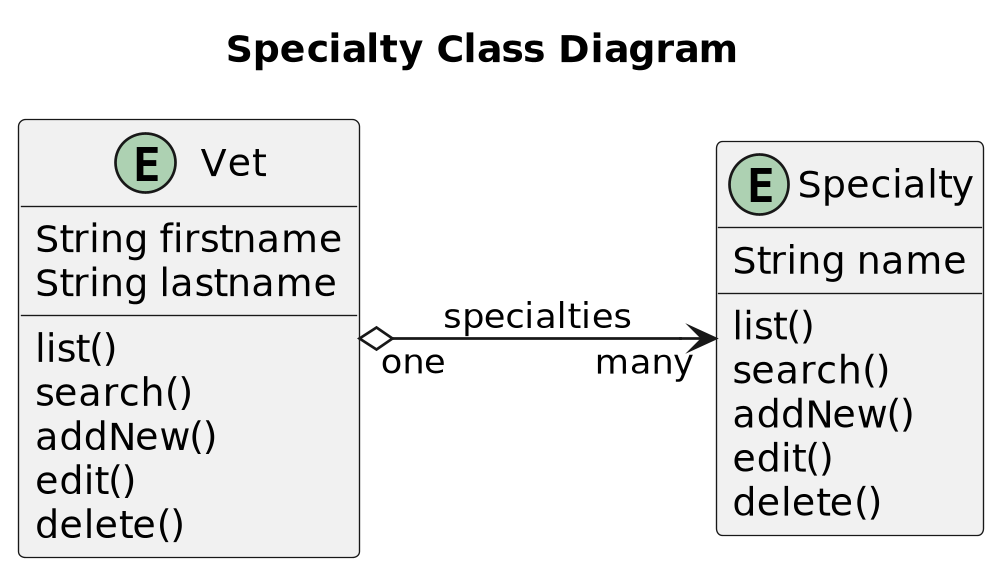 Specialty Class Diagram
E Vet
String firstname
String lastname
list()
search()
addNew()
edit()
delete()
specialties
one many
E Specialty
String name
list()
search()
addNew()
edit()
delete()